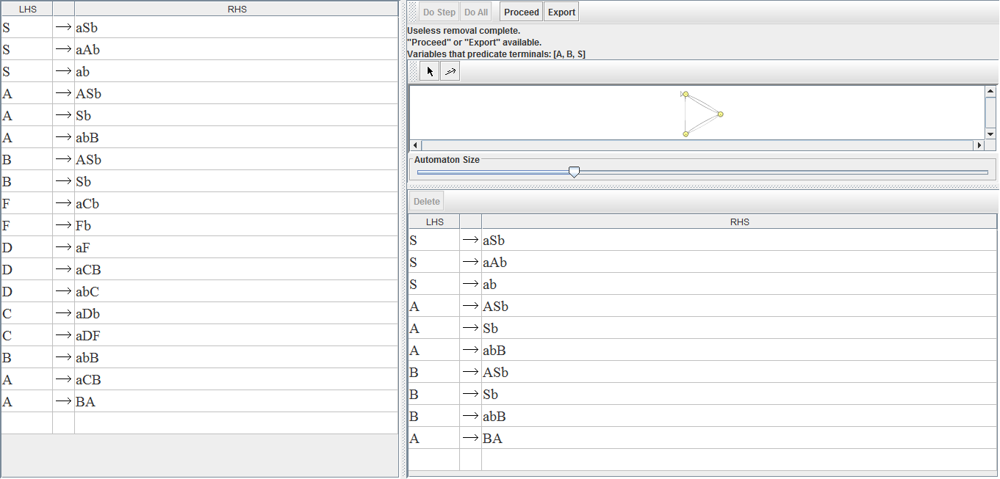 LHS RHS
S → aSb
S → aAb
S → ab
A → ASb
A → Sb
A → abB
B → ASb
B → Sb
F → aCb
F → Fb
D → aF
D → aCB
D → abC
C → aDb
C → aDF
B → abB
A → aCB
A → BA
Do Step Do All Proceed Export
Useless removal complete.
"Proceed" or "Export" available.
Variables that predicate terminals: [A, B, S]
Automaton Size
Delete
LHS RHS
S → aSb
S → aAb
S → ab
A → ASb
A → Sb
A → abB
B → ASb
B → Sb
B → abB
A → BA